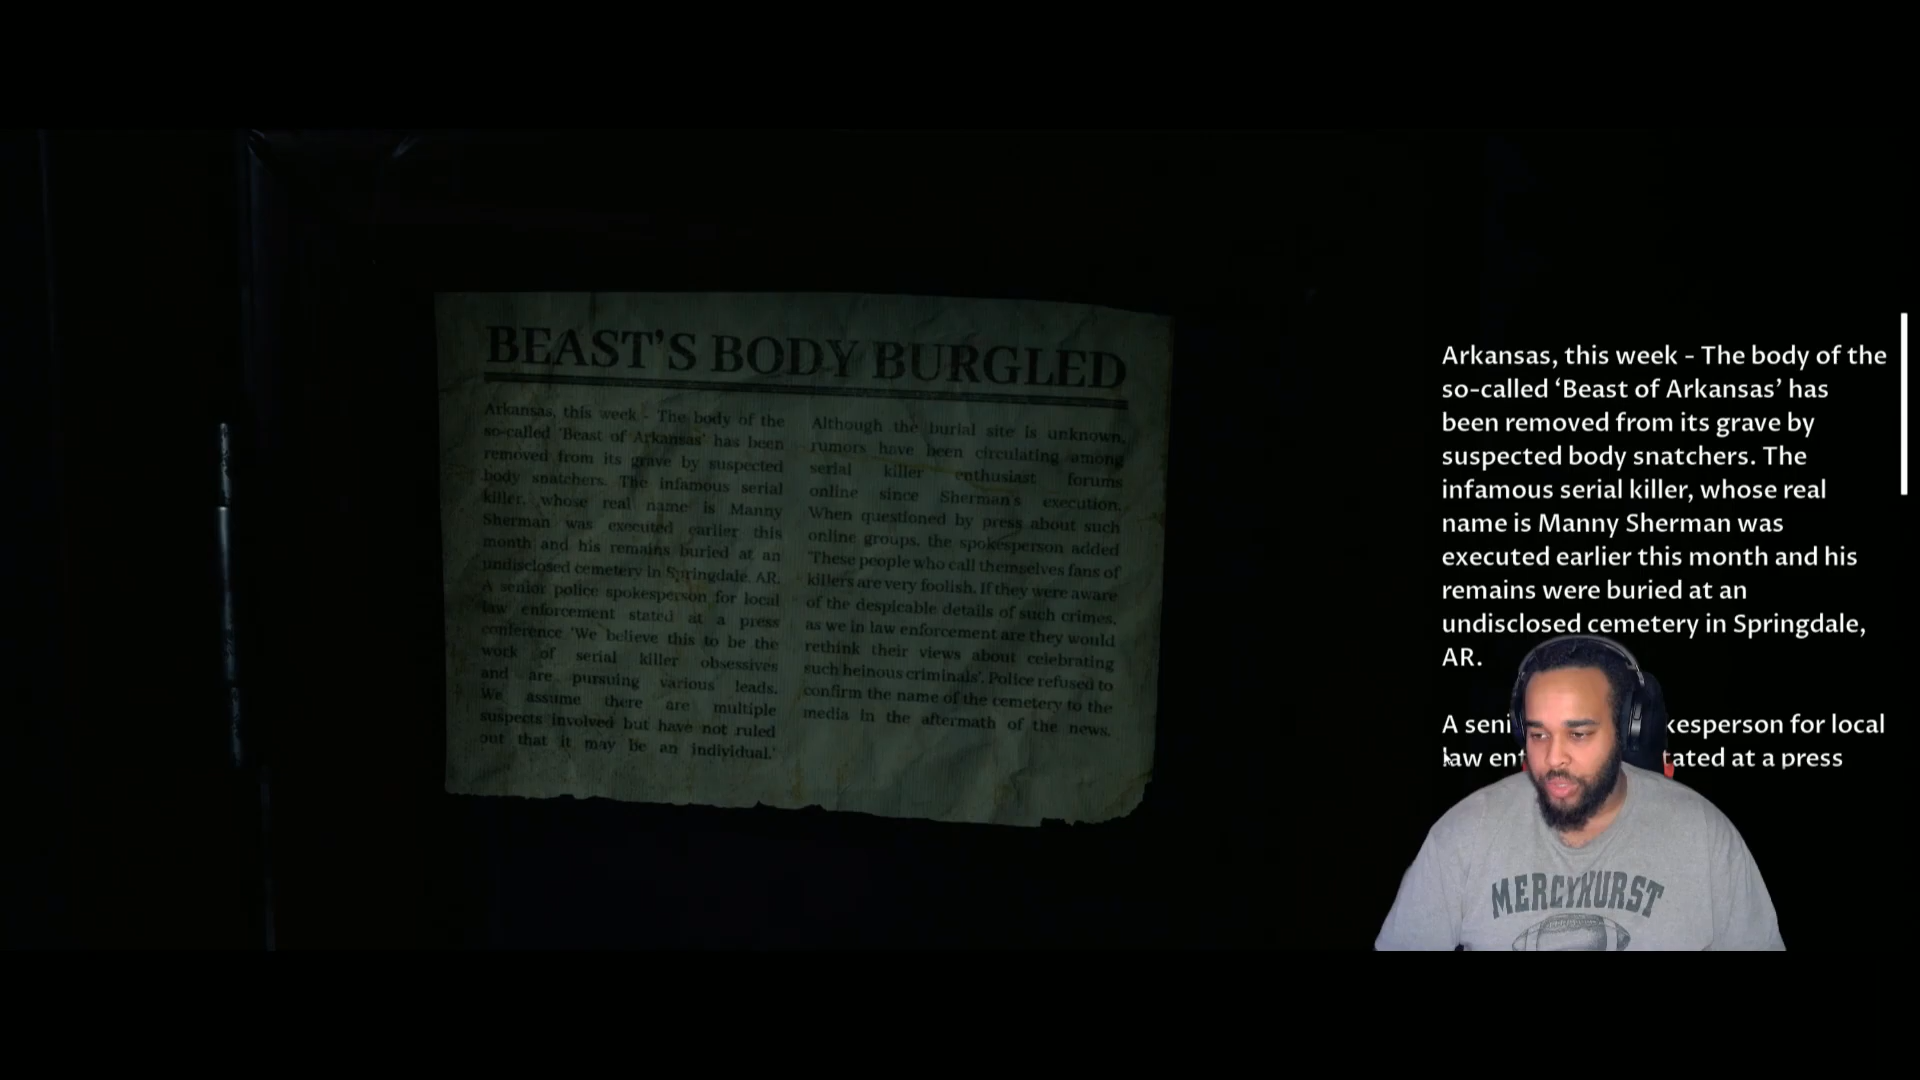 BEAST'S BODY BURGLED
Arkansas, this week - The body of the
so-called 'Beast of Arkansas' has been
removed from its grave by suspected
body snatchers. The infamous serial
killer, whose real name is Manny
Sherman was executed earlier this
month and his remains buried at an
undisclosed cemetery in Springdale, AR.
A senior police spokesperson for local
law enforcement stated at a press
conference 'We believe this to be the
work of serial killer obsessives
and are pursuing various leads.
We assume there are multiple
suspects involved but have not ruled
out that it may be an individual.'
Although the burial site is unknown,
rumors have been circulating among
serial killer enthusiast forums
online since Sherman's execution.
When questioned by press about such
online groups, the spokesperson added
'These people who call themselves fans of
killers are very foolish. If they were aware
of the despicable details of such crimes,
as we in law enforcement are they would
rethink their views about celebrating
such heinous criminals'. Police refused to
confirm the name of the cemetery to the
media in the aftermath of the news.
Arkansas, this week - The body of the
so-called ‘Beast of Arkansas’ has
been removed from its grave by
suspected body snatchers. The
infamous serial killer, whose real
name is Manny Sherman was
executed earlier this month and his
remains were buried at an
undisclosed cemetery in Springdale,
AR.
A seni kesperson for local
law ent tated at a press
MERCYHURST